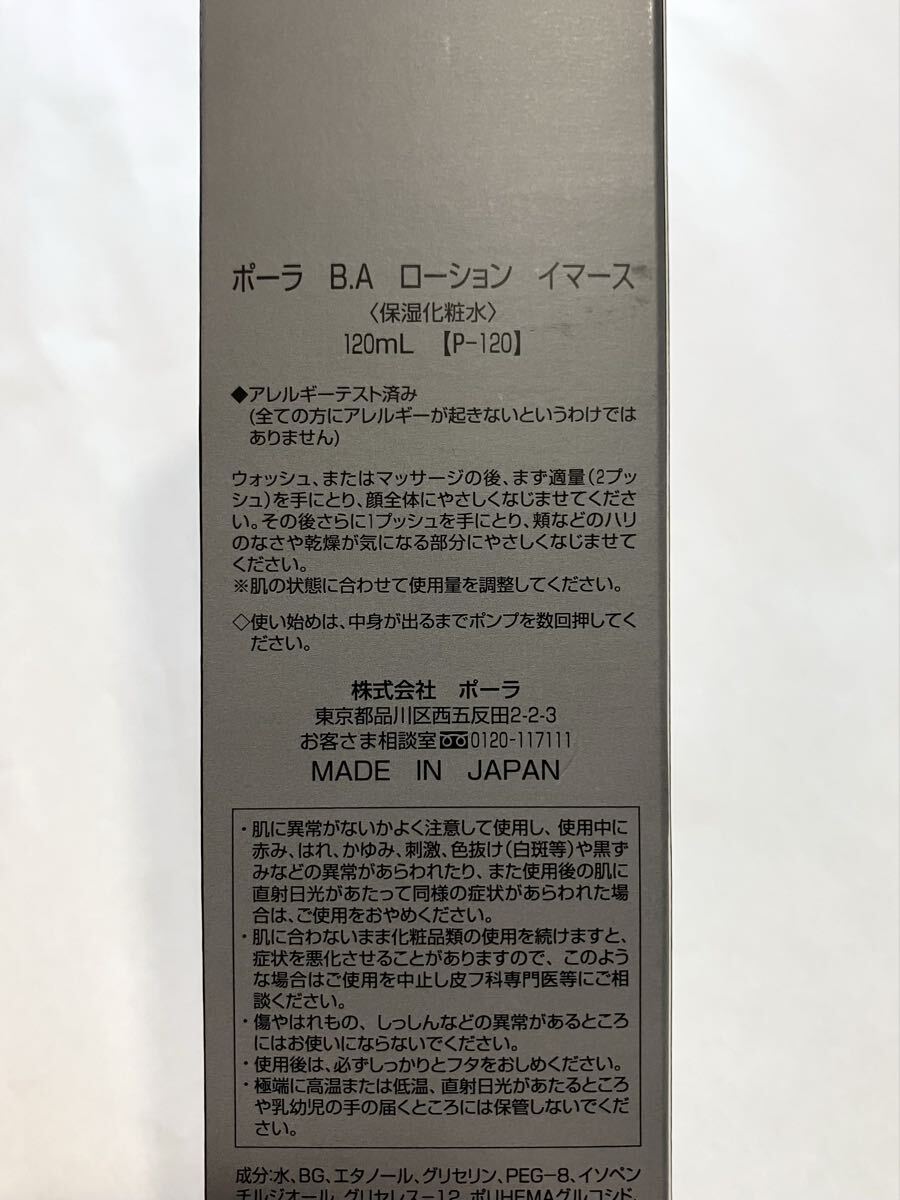 ポーラ B.A ローション イマース
〈保湿化粧水〉
120mL 【P-120】
◆アレルギーテスト済み
(全ての方にアレルギーが起きないというわけでは
ありません)
ウォッシュ、またはマッサージの後、まず適量(2プッ
シュ)を手にとり、顔全体にやさしくなじませてくださ
い。その後さらに1プッシュを手にとり、頬などのハリ
のなさや乾燥が気になる部分にやさしくなじませて
ください。
※肌の状態に合わせて使用量を調整してください。
◇使い始めは、中身が出るまでポンプを数回押してく
ださい。
株式会社 ポーラ
東京都品川区西五反田2-2-3
お客さま相談室 0120-117111
MADE IN JAPAN
・肌に異常がないかよく注意して使用し、使用中に
赤み、はれ、かゆみ、刺激、色抜け(白斑等)や黒ず
みなどの異常があらわれたり、また使用後の肌に
直射日光があたって同様の症状があらわれた場
合は、ご使用をおやめください。
・肌に合わないまま化粧品類の使用を続けますと、
症状を悪化させることがありますので、このよう
な場合はご使用を中止し皮フ科専門医等にご相
談ください。
・傷やはれもの、しっしんなどの異常があるところ
にはお使いにならないでください。
・使用後は、必ずしっかりとフタをおしめください。
・極端に高温または低温、直射日光があたるところ
や乳幼児の手の届くところには保管しないでくだ
さい。
成分:水、BG、エタノール、グリセリン、PEG-8、イソペン
チルジオール、グリセレス-12、ポリHEMAグルコシド、